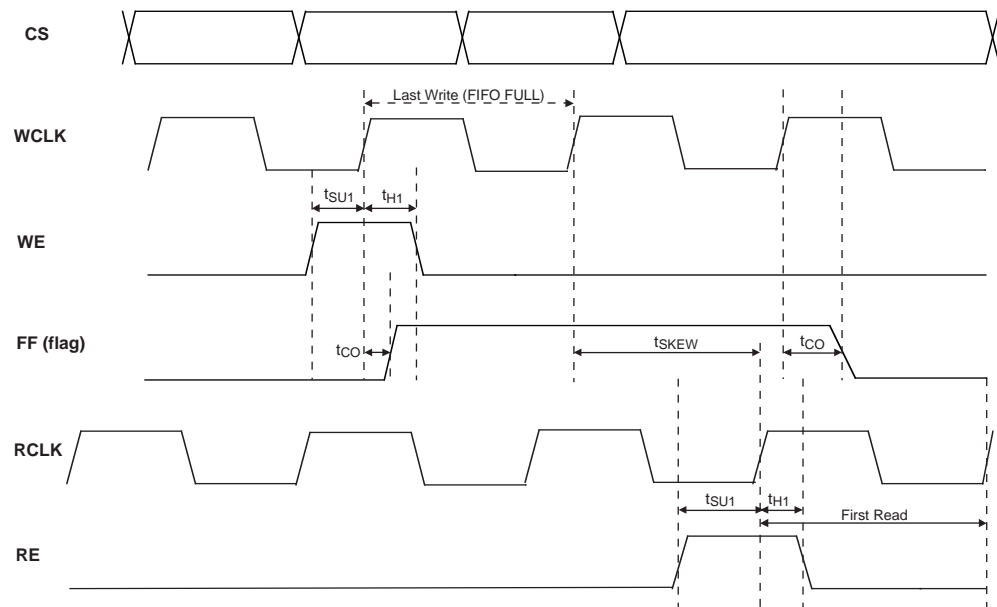 CS
Last Write (FIFO FULL)
WCLK
tSU1 tH1
WE
FF (flag) tCO tSKEW tCO
RCLK
tSU1 tH1
First Read
RE